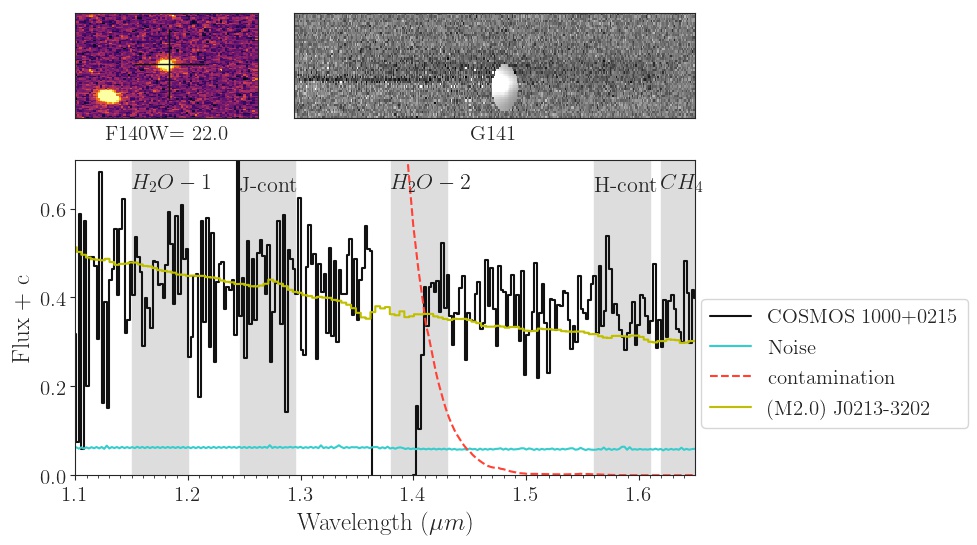 F140W= 22.0
G141
H₂O − 1
J-cont
H₂O − 2
H-cont
CH₄
Flux + c
0.6
0.4
0.2
0.0
1.1
1.2
1.3
1.4
1.5
1.6
Wavelength (μm)
COSMOS 1000+0215
Noise
contamination
(M2.0) J0213-3202